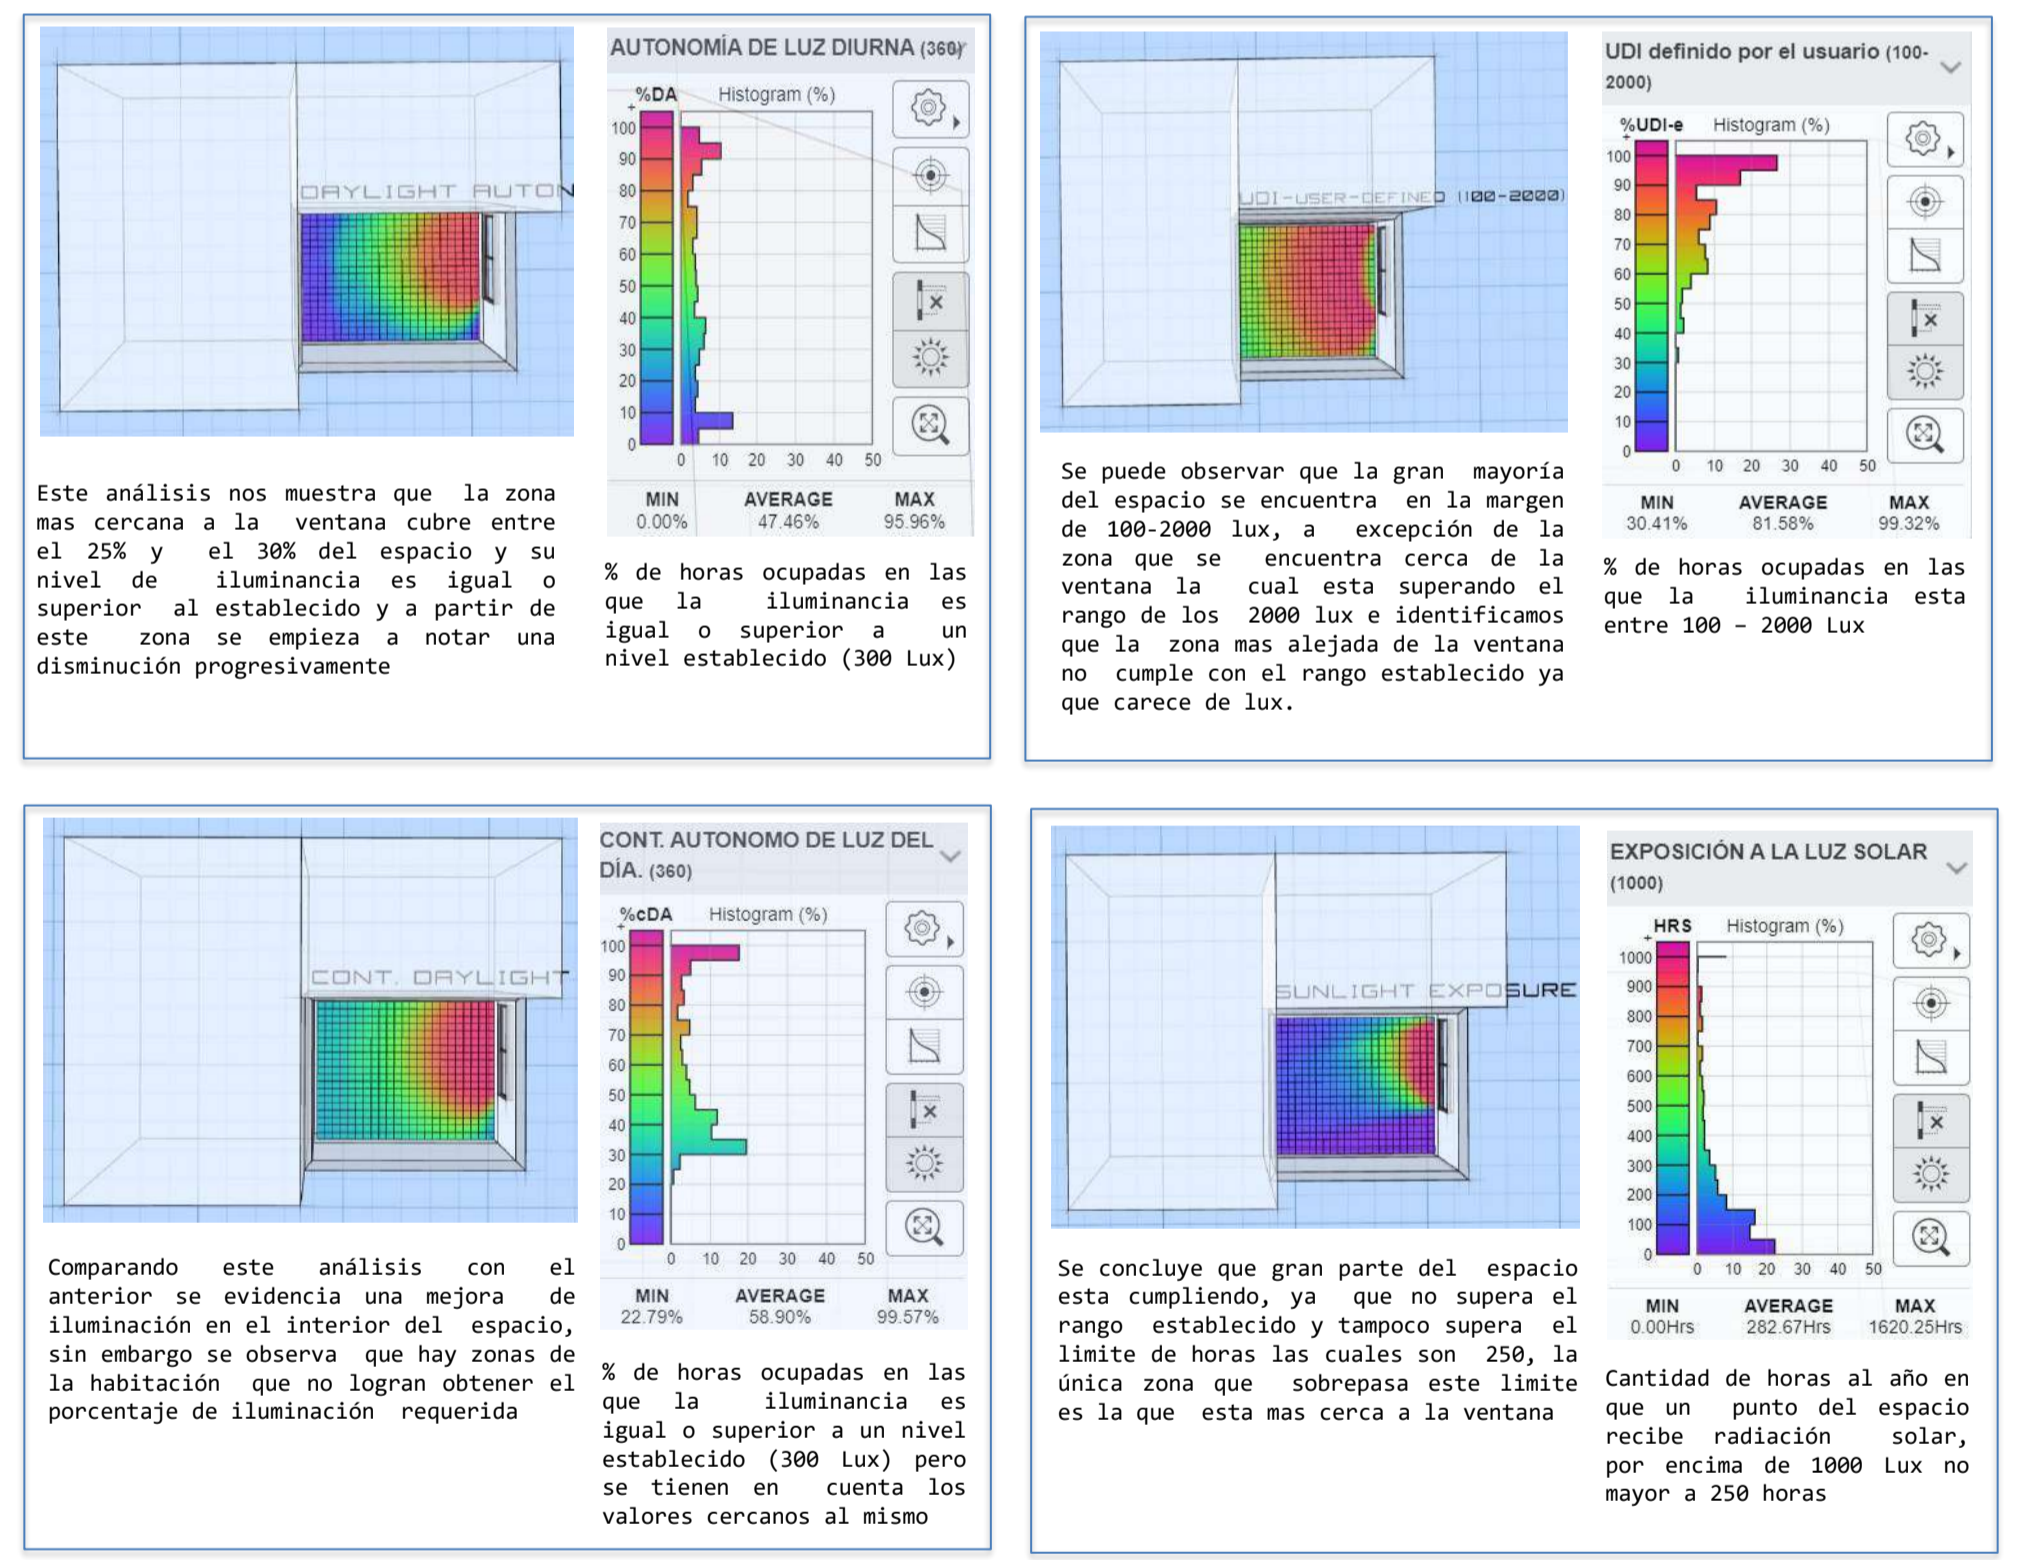 DAYLIGHT AUTON
AUTONOMÍA DE LUZ DIURNA (360)
%DA Histogram (%)
+
100
90
80
70
60
50
40
30
20
10
0
0 10 20 30 40 50
MIN AVERAGE MAX
0.00% 47.46% 95.96%
Este análisis nos muestra que la zona
mas cercana a la ventana cubre entre
el 25% y el 30% del espacio y su
nivel de iluminancia es igual o
superior al establecido y a partir de
este zona se empieza a notar una
disminución progresivamente
% de horas ocupadas en las
que la iluminancia es
igual o superior a un
nivel establecido (300 Lux)
UDI-USER-DEFINED (100-2000)
UDI definido por el usuario (100-
2000)
%UDI-e Histogram (%)
+
100
90
80
70
60
50
40
30
20
10
0
0 10 20 30 40 50
MIN AVERAGE MAX
30.41% 81.58% 99.32%
Se puede observar que la gran mayoría
del espacio se encuentra en la margen
de 100-2000 lux, a excepción de la
zona que se encuentra cerca de la
ventana la cual esta superando el
rango de los 2000 lux e identificamos
que la zona mas alejada de la ventana
no cumple con el rango establecido ya
que carece de lux.
% de horas ocupadas en las
que la iluminancia esta
entre 100 – 2000 Lux
CONT. DAYLIGHT
CONT. AUTONOMO DE LUZ DEL
DÍA. (360)
%cDA Histogram (%)
+
100
90
80
70
60
50
40
30
20
10
0
0 10 20 30 40 50
MIN AVERAGE MAX
22.79% 58.90% 99.57%
Comparando este análisis con el
anterior se evidencia una mejora de
iluminación en el interior del espacio,
sin embargo se observa que hay zonas de
la habitación que no logran obtener el
porcentaje de iluminación requerida
% de horas ocupadas en las
que la iluminancia es
igual o superior a un nivel
establecido (300 Lux) pero
se tienen en cuenta los
valores cercanos al mismo
SUNLIGHT EXPOSURE
EXPOSICIÓN A LA LUZ SOLAR
(1000)
HRS Histogram (%)
+
1000
900
800
700
600
500
400
300
200
100
0
0 10 20 30 40 50
MIN AVERAGE MAX
0.00Hrs 282.67Hrs 1620.25Hrs
Se concluye que gran parte del espacio
esta cumpliendo, ya que no supera el
rango establecido y tampoco supera el
limite de horas las cuales son 250, la
única zona que sobrepasa este limite
es la que esta mas cerca a la ventana
Cantidad de horas al año en
que un punto del espacio
recibe radiación solar,
por encima de 1000 Lux no
mayor a 250 horas